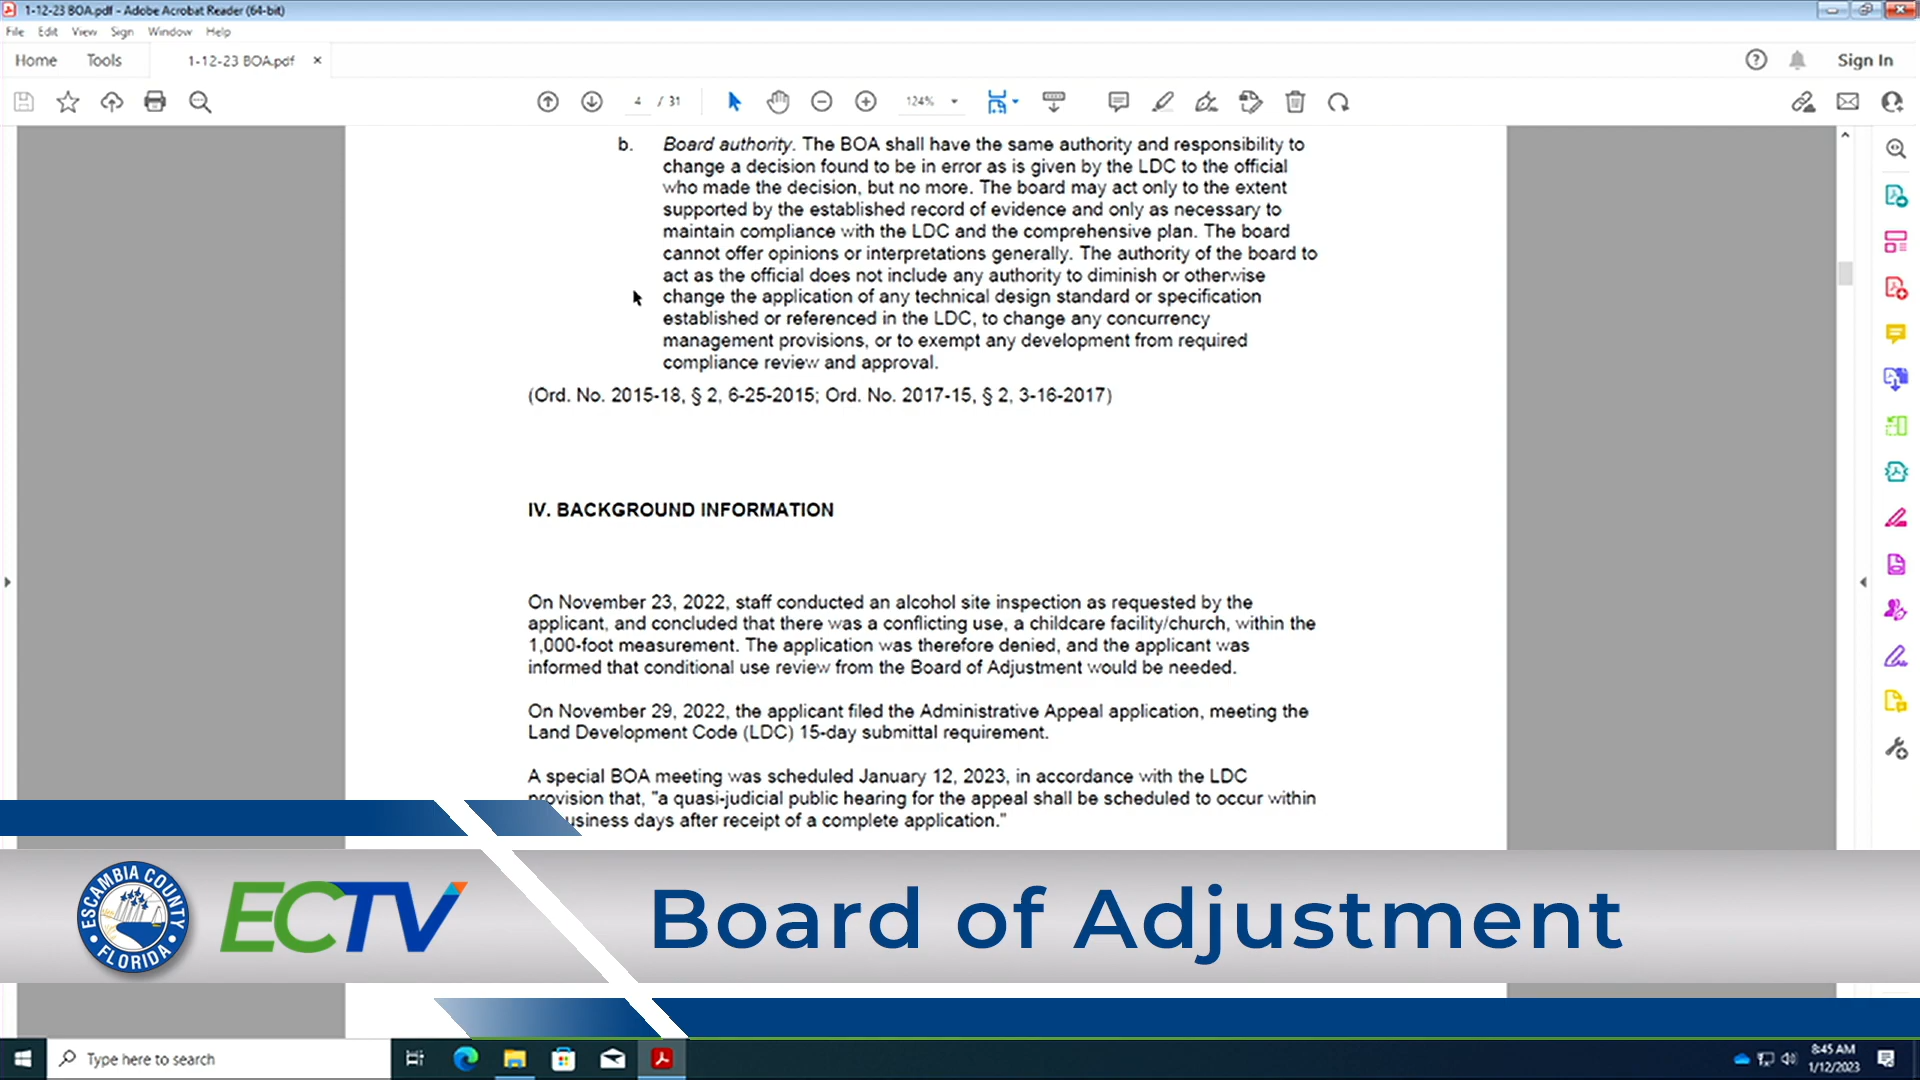 1-12-23 BOA.pdf - Adobe Acrobat Reader (64-bit)
File Edit View Sign Window Help
Home Tools 1-12-23 BOA.pdf × Sign In
4 / 31 124%
b. Board authority. The BOA shall have the same authority and responsibility to
change a decision found to be in error as is given by the LDC to the official
who made the decision, but no more. The board may act only to the extent
supported by the established record of evidence and only as necessary to
maintain compliance with the LDC and the comprehensive plan. The board
cannot offer opinions or interpretations generally. The authority of the board to
act as the official does not include any authority to diminish or otherwise
change the application of any technical design standard or specification
established or referenced in the LDC, to change any concurrency
management provisions, or to exempt any development from required
compliance review and approval.
(Ord. No. 2015-18, § 2, 6-25-2015; Ord. No. 2017-15, § 2, 3-16-2017)
IV. BACKGROUND INFORMATION
On November 23, 2022, staff conducted an alcohol site inspection as requested by the
applicant, and concluded that there was a conflicting use, a childcare facility/church, within the
1,000-foot measurement. The application was therefore denied, and the applicant was
informed that conditional use review from the Board of Adjustment would be needed.
On November 29, 2022, the applicant filed the Administrative Appeal application, meeting the
Land Development Code (LDC) 15-day submittal requirement.
A special BOA meeting was scheduled January 12, 2023, in accordance with the LDC
provision that, "a quasi-judicial public hearing for the appeal shall be scheduled to occur within
usiness days after receipt of a complete application."
ESCAMBIA COUNTY
FLORIDA
ECTV
Board of Adjustment
Type here to search
8:45 AM
1/12/2023